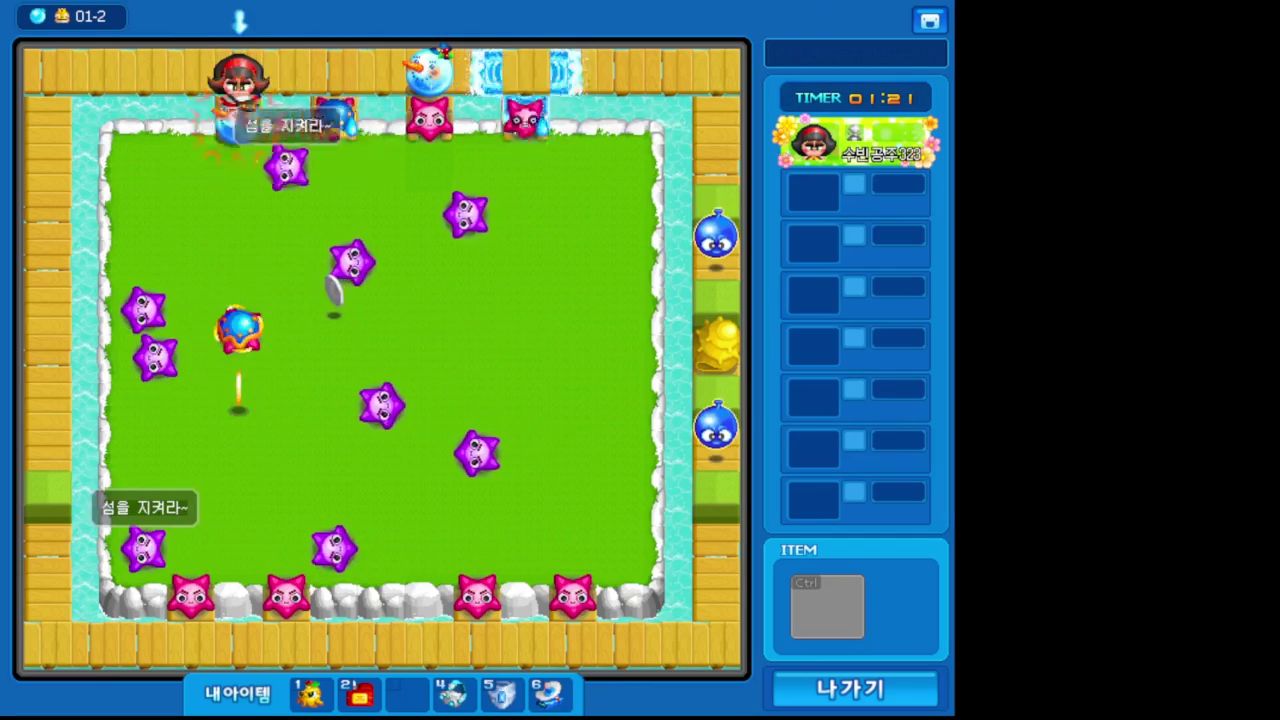 01-2
TIMER 01:21
수빈공주323
섬을 지켜라~
섬을 지켜라~
ITEM
Ctrl
내 아이템
1
2
4
5
6
나가기